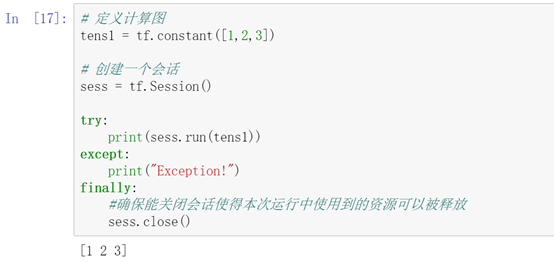 In [17]: # 定义计算图
tens1 = tf.constant([1,2,3])
# 创建一个会话
sess = tf.Session()
try:
    print(sess.run(tens1))
except:
    print("Exception!")
finally:
    #确保能关闭会话使得本次运行中使用到的资源可以被释放
    sess.close()
[1 2 3]